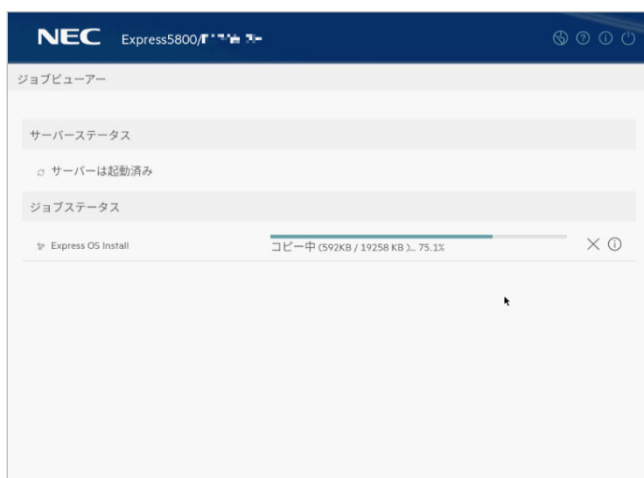 NEC Express5800/
ジョブビューアー
サーバーステータス
サーバーは起動済み
ジョブステータス
Express OS Install
コピー中 (592KB / 19258 KB )... 75.1%